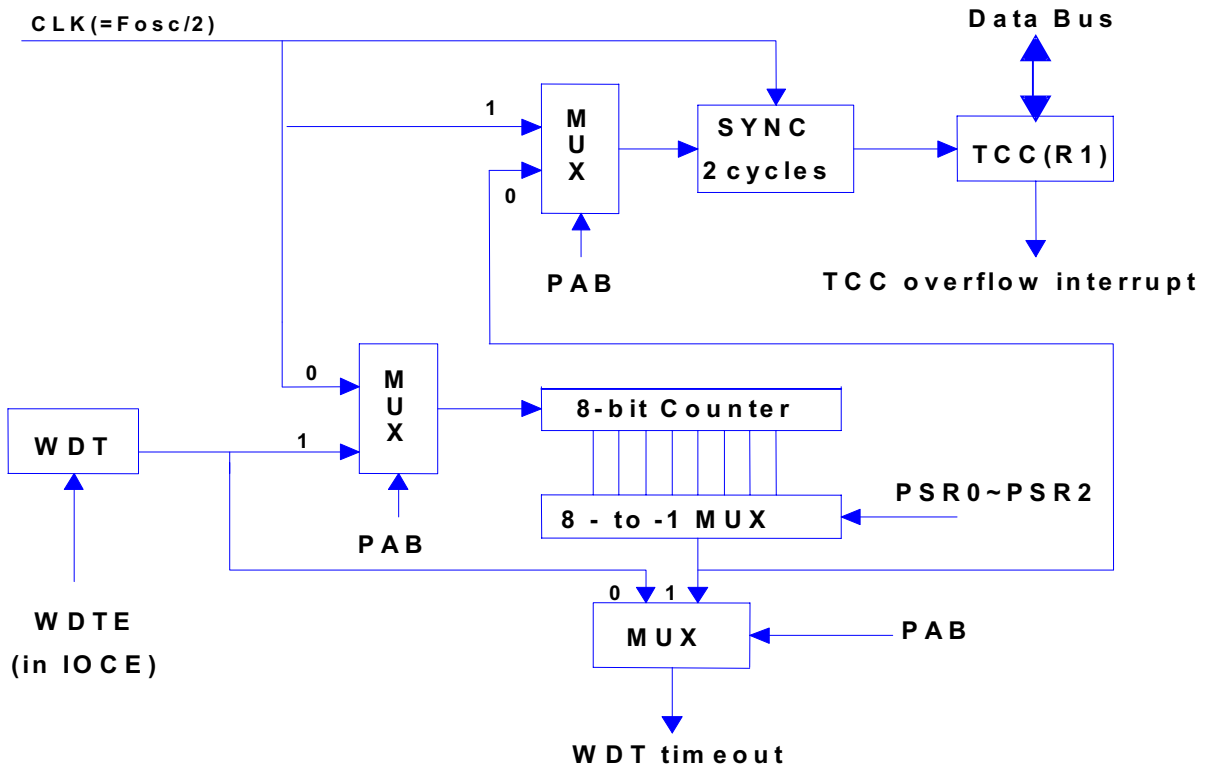 CLK(=Fosc/2)
Data Bus
1
MUX
SYNC
2 cycles
TCC(R1)
0
PAB
TCC overflow interrupt
0
MUX
8-bit Counter
WDT
1
PSR0~PSR2
8 - to -1 MUX
PAB
0 1
WDTE
(in IOCE)
MUX
PAB
WDT timeout